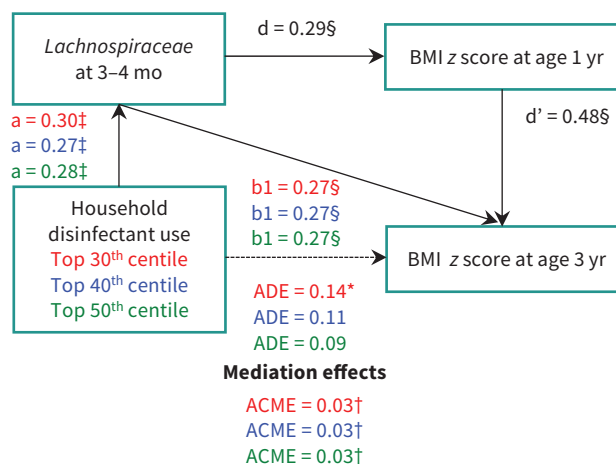 Lachnospiraceae
at 3–4 mo
d = 0.29§
BMI z score at age 1 yr
a = 0.30‡
a = 0.27‡
a = 0.28‡
d’ = 0.48§
Household
disinfectant use
Top 30th centile
Top 40th centile
Top 50th centile
b1 = 0.27§
b1 = 0.27§
b1 = 0.27§
BMI z score at age 3 yr
ADE = 0.14*
ADE = 0.11
ADE = 0.09
Mediation effects
ACME = 0.03†
ACME = 0.03†
ACME = 0.03†